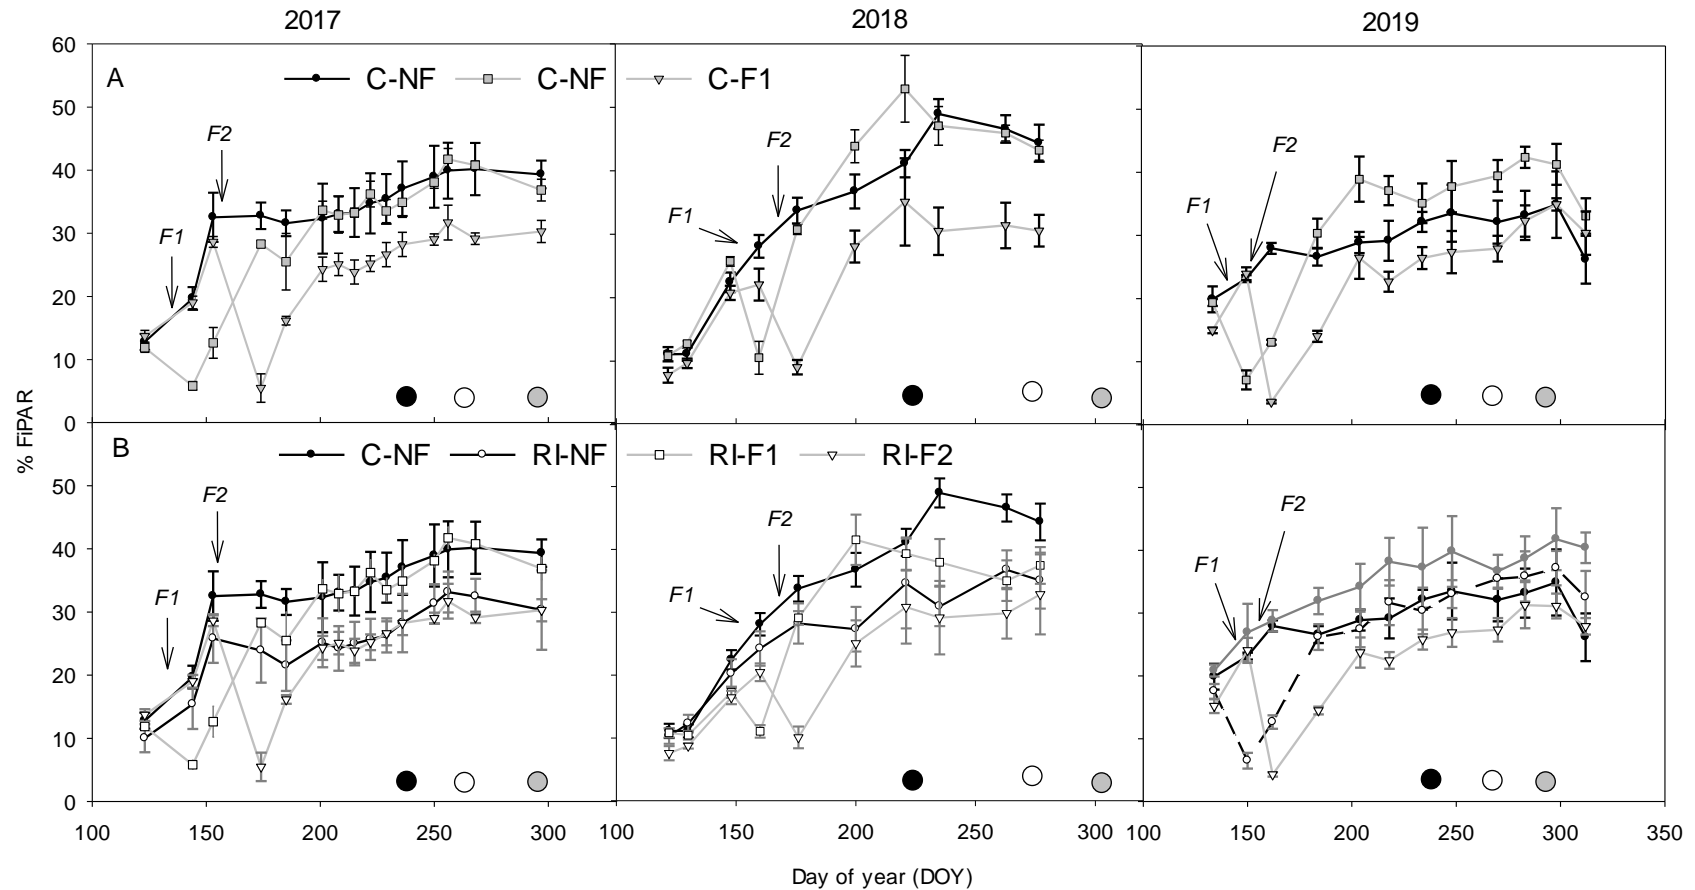 2017 2018 2019
60
A C-NF C-NF C-F1
50
F2 F2 F2
40
F1 F1 F1
30
20
10
0
% FiPAR
B C-NF RI-NF RI-F1 RI-F2
50
F2 F2 F2
40
F1 F1 F1
30
20
10
0
100 150 200 250 300 100 150 200 250 300 100 150 200 250 300 350
Day of year (DOY)